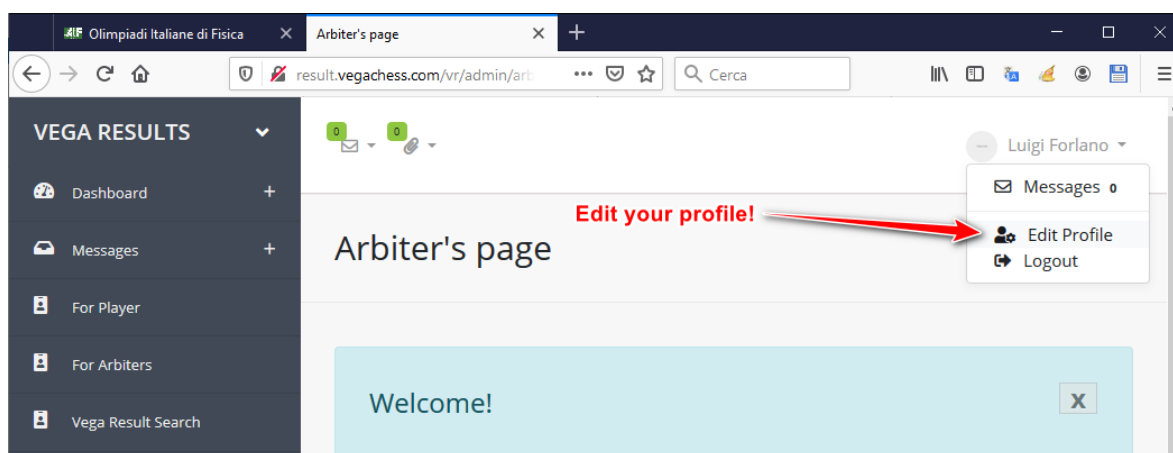 Olimpiadi Italiane di Fisica
Arbiter's page
result.vegachess.com/vr/admin/arb
Cerca
VEGA RESULTS
0
0
Luigi Forlano
Dashboard
Messages 0
Edit your profile!
Edit Profile
Messages
Arbiter's page
Logout
For Player
For Arbiters
Welcome!
X
Vega Result Search